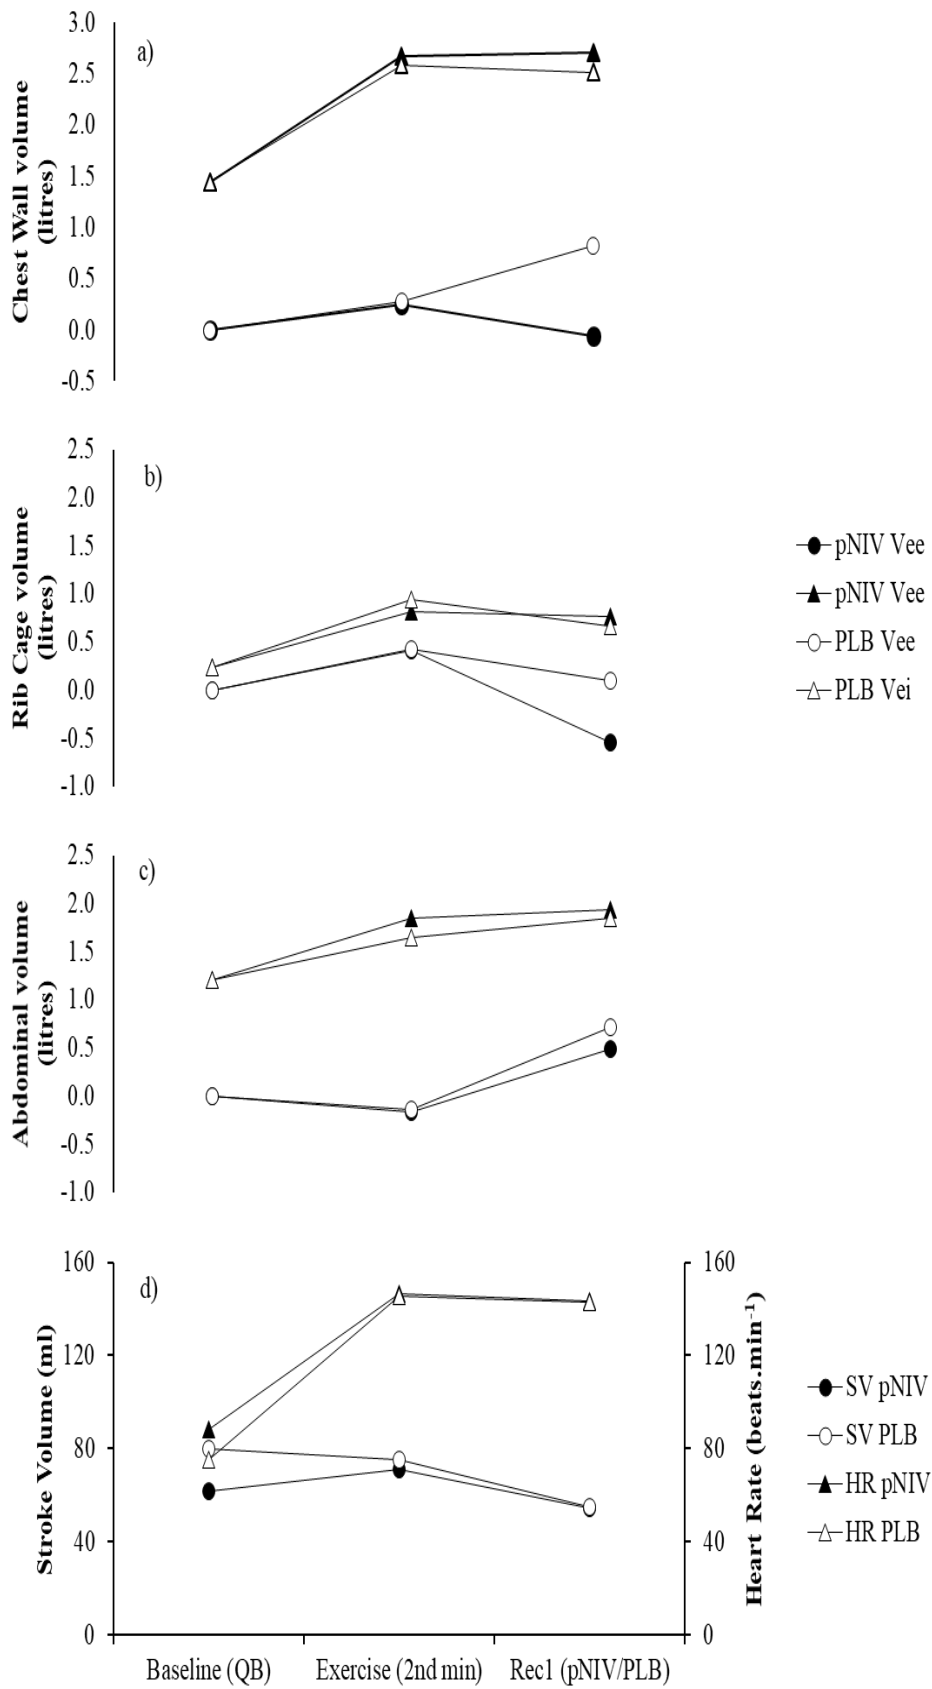 a)
3.0
2.5
2.0
1.5
1.0
0.5
0.0
-0.5
Chest Wall volume
(litres)
b)
2.5
2.0
1.5
1.0
0.5
0.0
-0.5
-1.0
Rib Cage volume
(litres)
pNIV Vee
pNIV Vee
PLB Vee
PLB Vei
c)
2.5
2.0
1.5
1.0
0.5
0.0
-0.5
-1.0
Abdominal volume
(litres)
d)
160
120
80
40
0
Stroke Volume (ml)
160
120
80
40
0
Heart Rate (beats.min⁻¹)
SV pNIV
SV PLB
HR pNIV
HR PLB
Baseline (QB)
Exercise (2nd min)
Rec1 (pNIV/PLB)